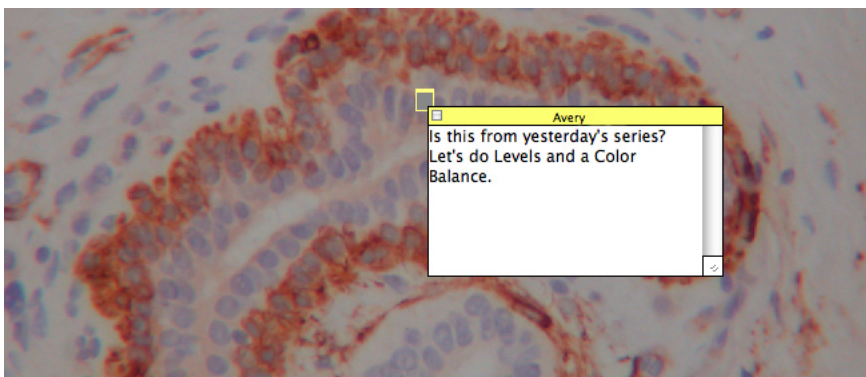 Avery
Is this from yesterday's series?
Let's do Levels and a Color
Balance.